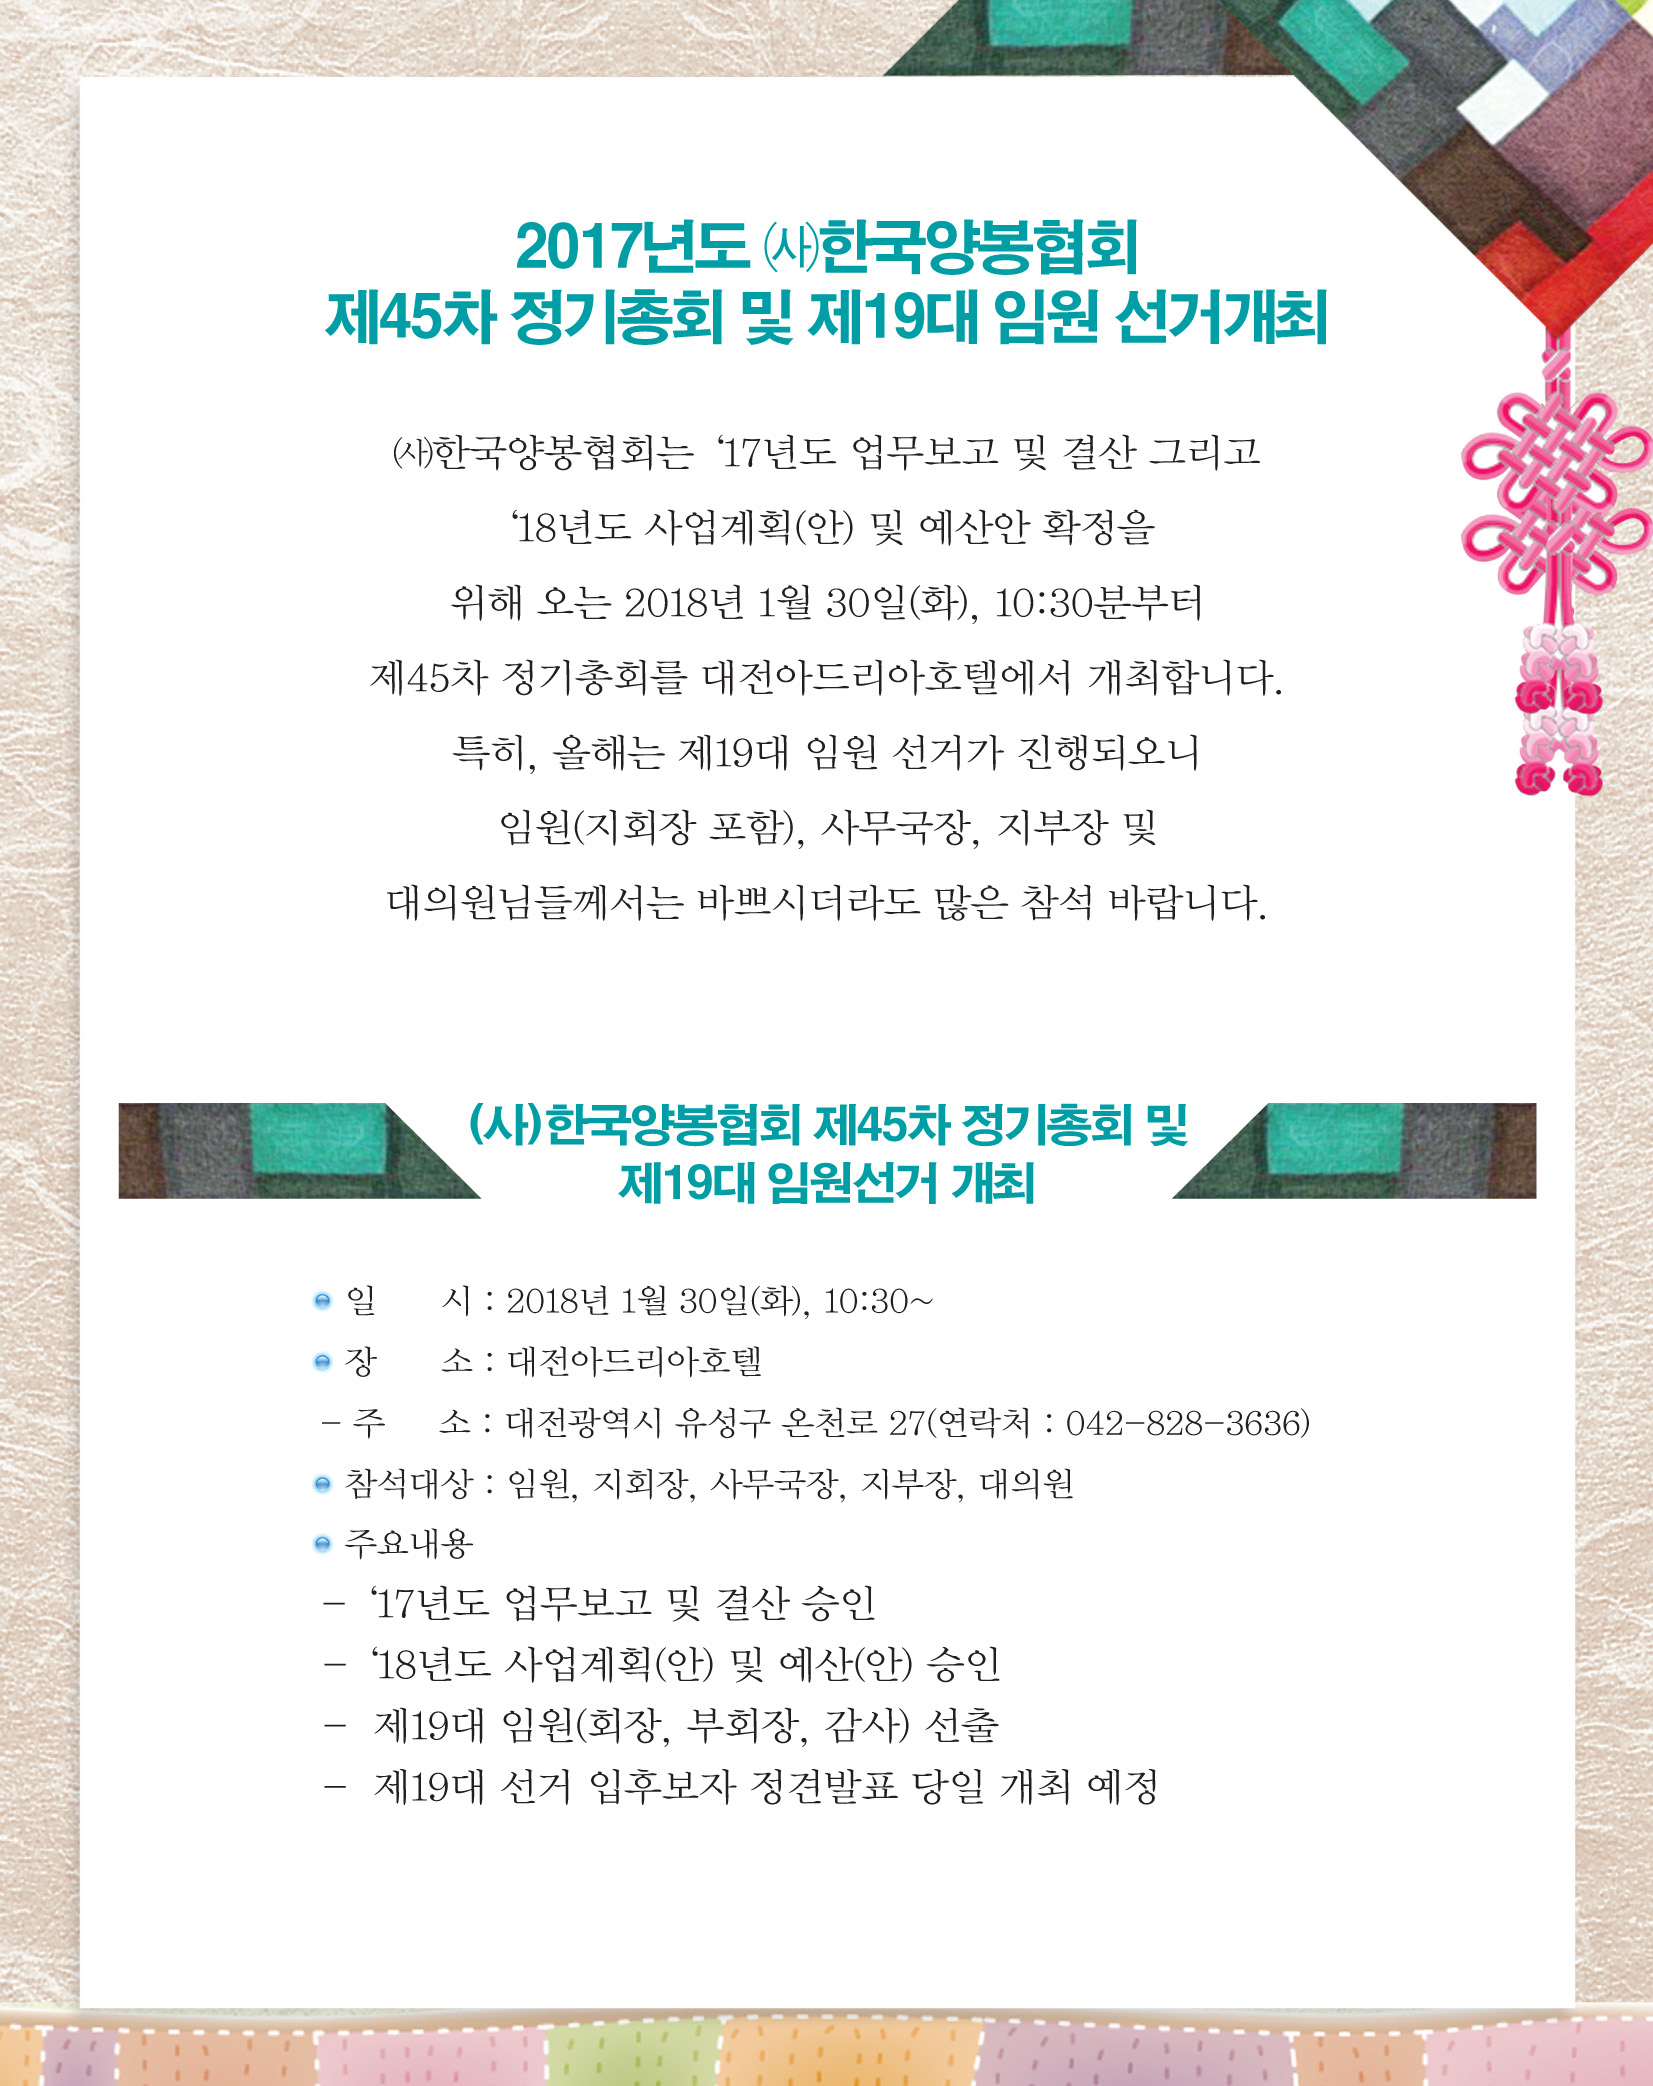 2017년도 ㈔한국양봉협회
제45차 정기총회 및 제19대 임원 선거개최
㈔한국양봉협회는 ‘17년도 업무보고 및 결산 그리고
‘18년도 사업계획(안) 및 예산안 확정을
위해 오는 2018년 1월 30일(화), 10:30분부터
제45차 정기총회를 대전아드리아호텔에서 개최합니다.
특히, 올해는 제19대 임원 선거가 진행되오니
임원(지회장 포함), 사무국장, 지부장 및
대의원님들께서는 바쁘시더라도 많은 참석 바랍니다.
(사)한국양봉협회 제45차 정기총회 및
제19대 임원선거 개최
일 시 : 2018년 1월 30일(화), 10:30~
장 소 : 대전아드리아호텔
- 주 소 : 대전광역시 유성구 온천로 27(연락처 : 042-828-3636)
참석대상 : 임원, 지회장, 사무국장, 지부장, 대의원
주요내용
- ‘17년도 업무보고 및 결산 승인
- ‘18년도 사업계획(안) 및 예산(안) 승인
- 제19대 임원(회장, 부회장, 감사) 선출
- 제19대 선거 입후보자 정견발표 당일 개최 예정